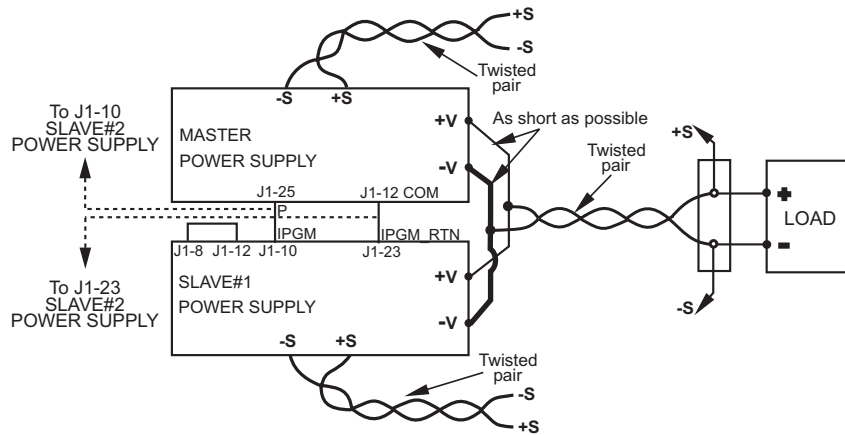 +S
-S
Twisted
pair
-S +S
To J1-10
SLAVE#2
POWER SUPPLY
MASTER
POWER SUPPLY
+V
-V
As short as possible
Twisted
pair
+S
J1-25
J1-12 COM
P
IPGM
IPGM_RTN
J1-8 J1-12 J1-10 J1-23
+
LOAD
-
To J1-23
SLAVE#2
POWER SUPPLY
SLAVE#1
POWER SUPPLY
+V
-V
-S
-S +S
Twisted
pair
-S
+S